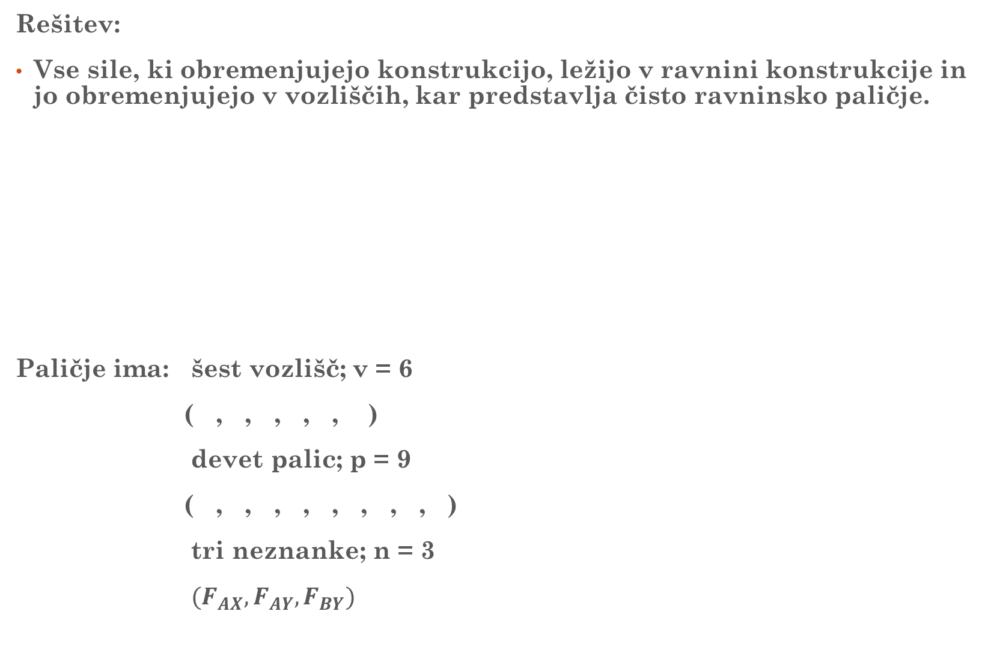 Rešitev:
• Vse sile, ki obremenjujejo konstrukcijo, ležijo v ravnini konstrukcije in
jo obremenjujejo v vozliščih, kar predstavlja čisto ravninsko paličje.
Paličje ima: šest vozlišč; v = 6
( , , , , , )
devet palic; p = 9
( , , , , , , , , )
tri neznanke; n = 3
(F_AX, F_AY, F_BY)